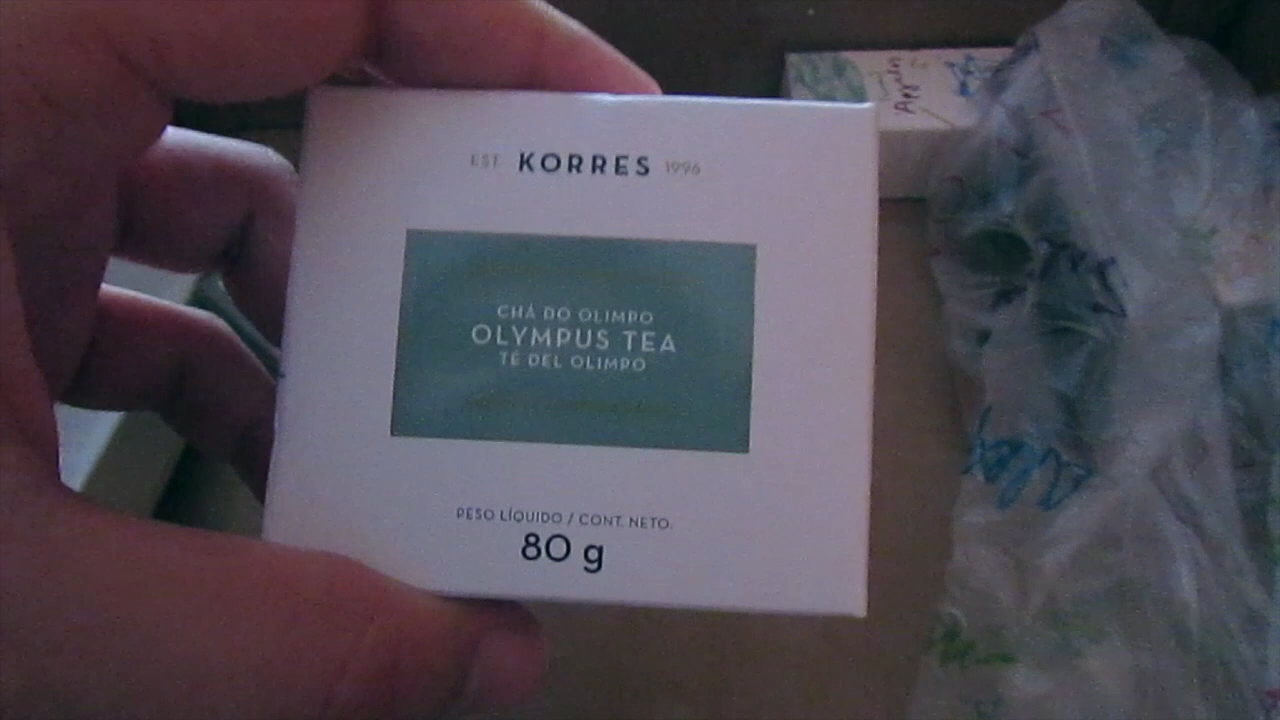 EST KORRES 1996
CHÁ DO OLIMPO
OLYMPUS TEA
TÉ DEL OLIMPO
PESO LÍQUIDO / CONT. NETO.
80 g